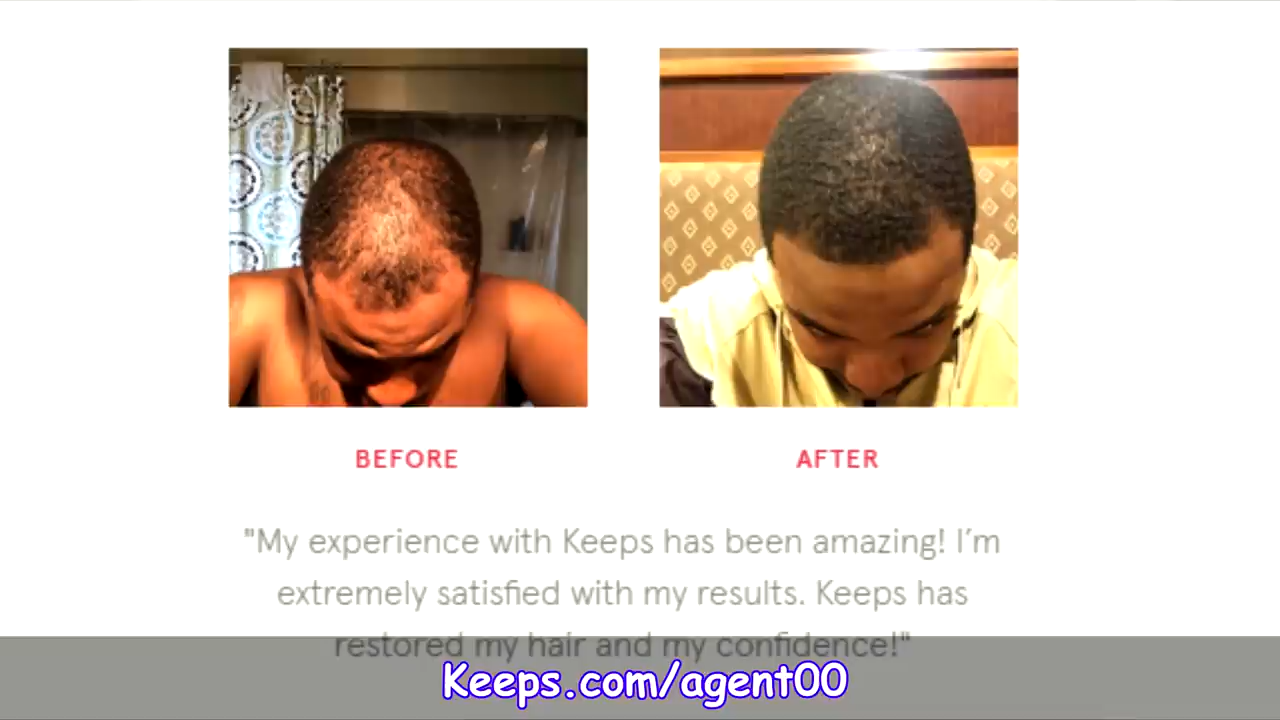 BEFORE
AFTER
"My experience with Keeps has been amazing! I'm
extremely satisfied with my results. Keeps has
restored my hair and my confidence!"
Keeps.com/agent00